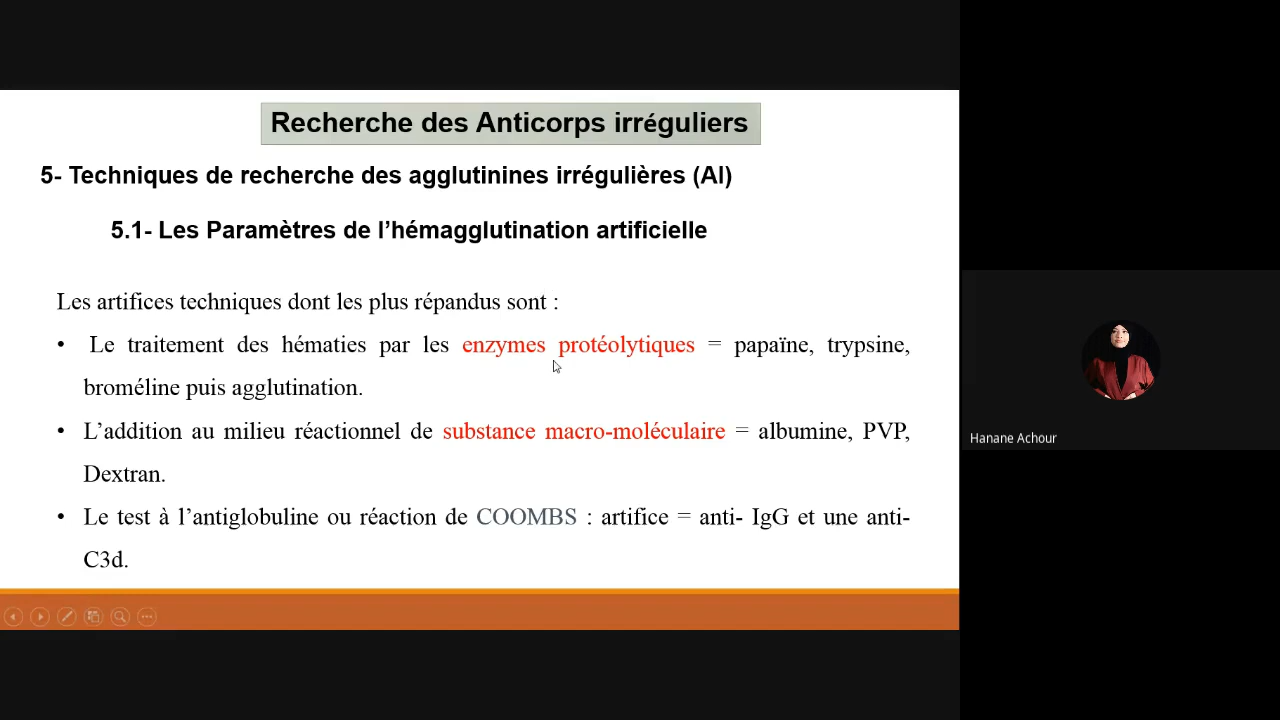 Recherche des Anticorps irréguliers
5- Techniques de recherche des agglutinines irrégulières (AI)
5.1- Les Paramètres de l’hémagglutination artificielle
Les artifices techniques dont les plus répandus sont :
• Le traitement des hématies par les enzymes protéolytiques = papaïne, trypsine,
broméline puis agglutination.
• L’addition au milieu réactionnel de substance macro-moléculaire = albumine, PVP,
Dextran.
• Le test à l’antiglobuline ou réaction de COOMBS : artifice = anti- IgG et une anti-
C3d.
Hanane Achour